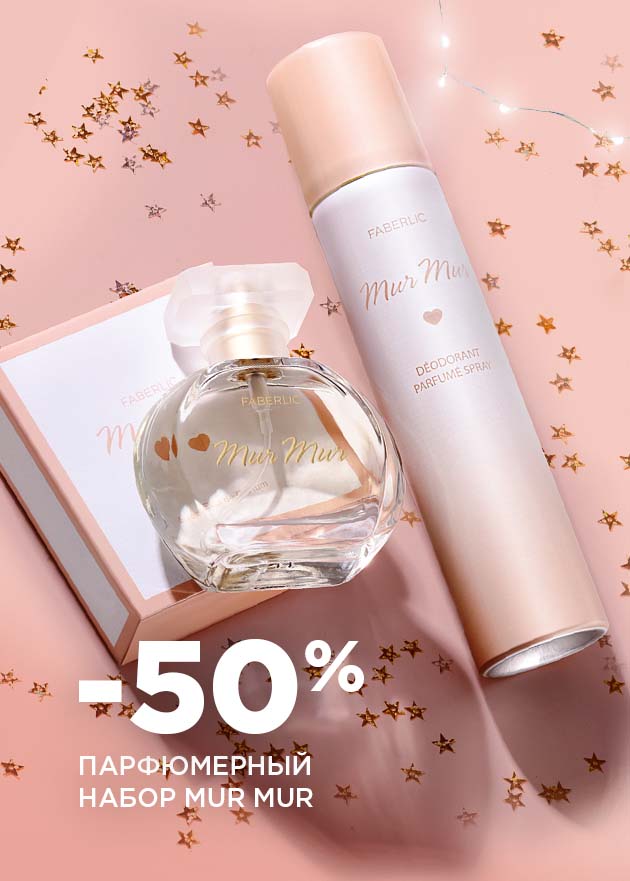 FABERLIC
Mur Mur
DÉODORANT
PARFUMÉ SPRAY
FABERLIC
FABERLIC
Mur Mur
-50%
ПАРФЮМЕРНЫЙ
НАБОР MUR MUR